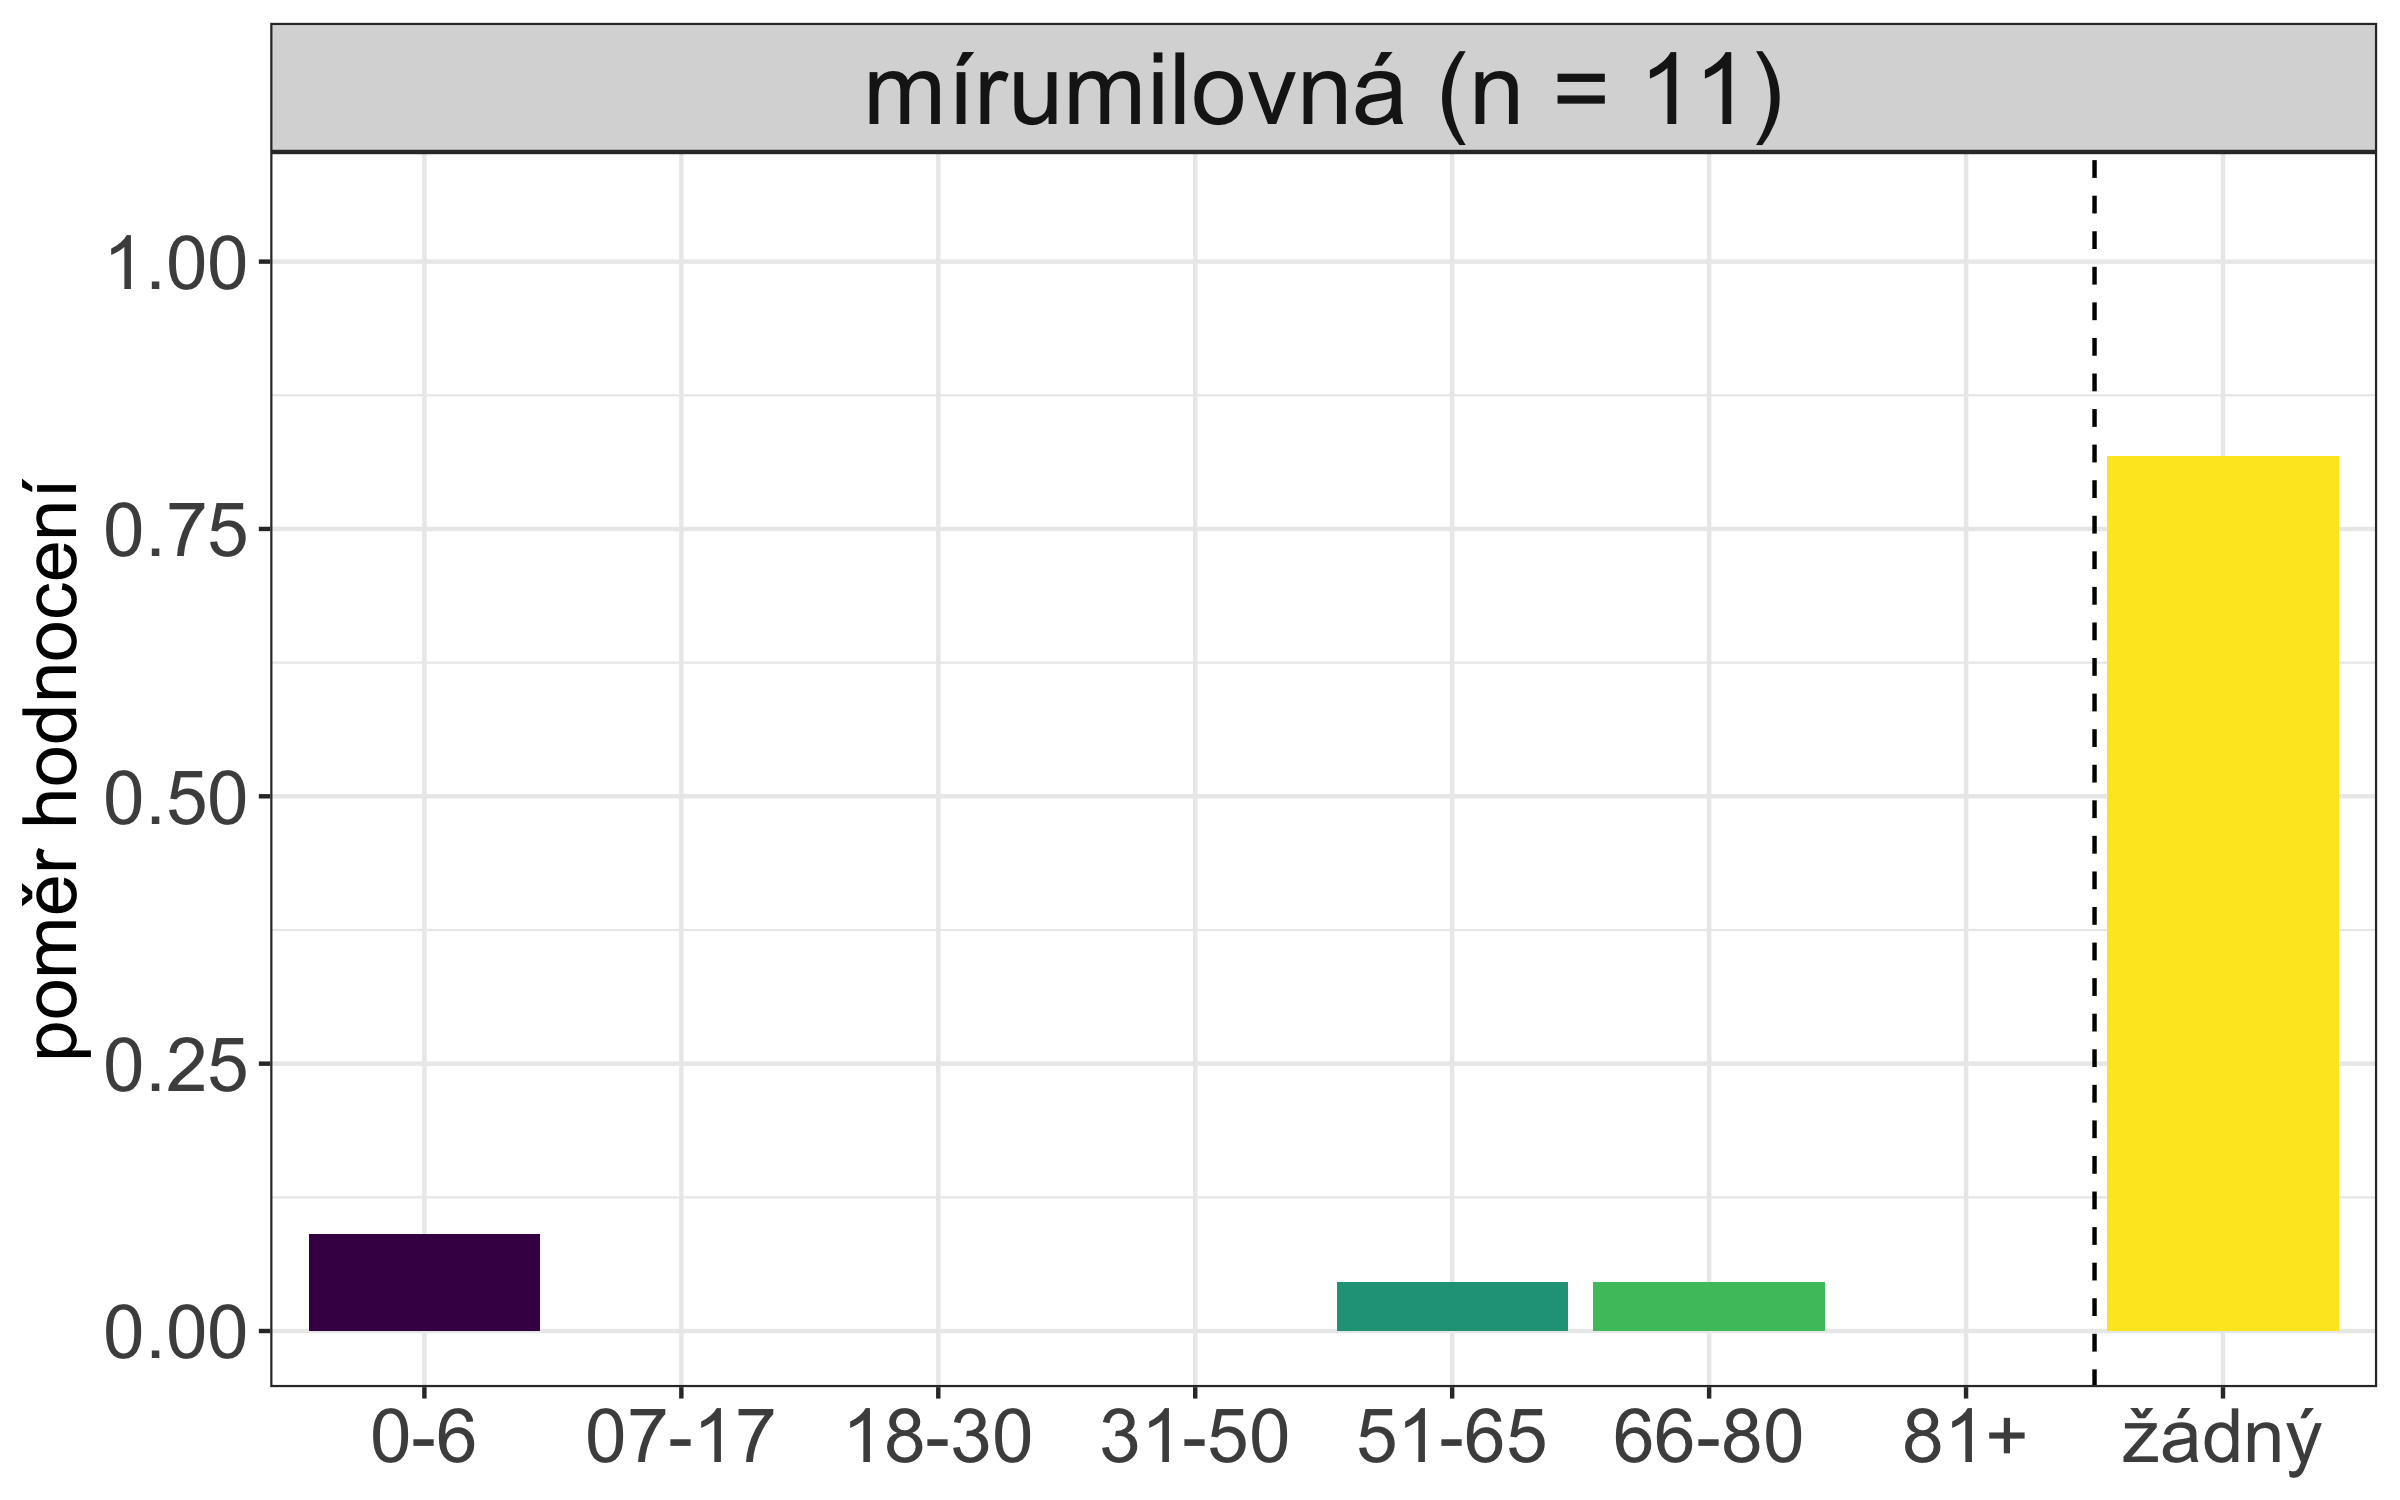 mírumilovná (n = 11)
poměr hodnocení
1.00
0.75
0.50
0.25
0.00
0-6 07-17 18-30 31-50 51-65 66-80 81+ žádný